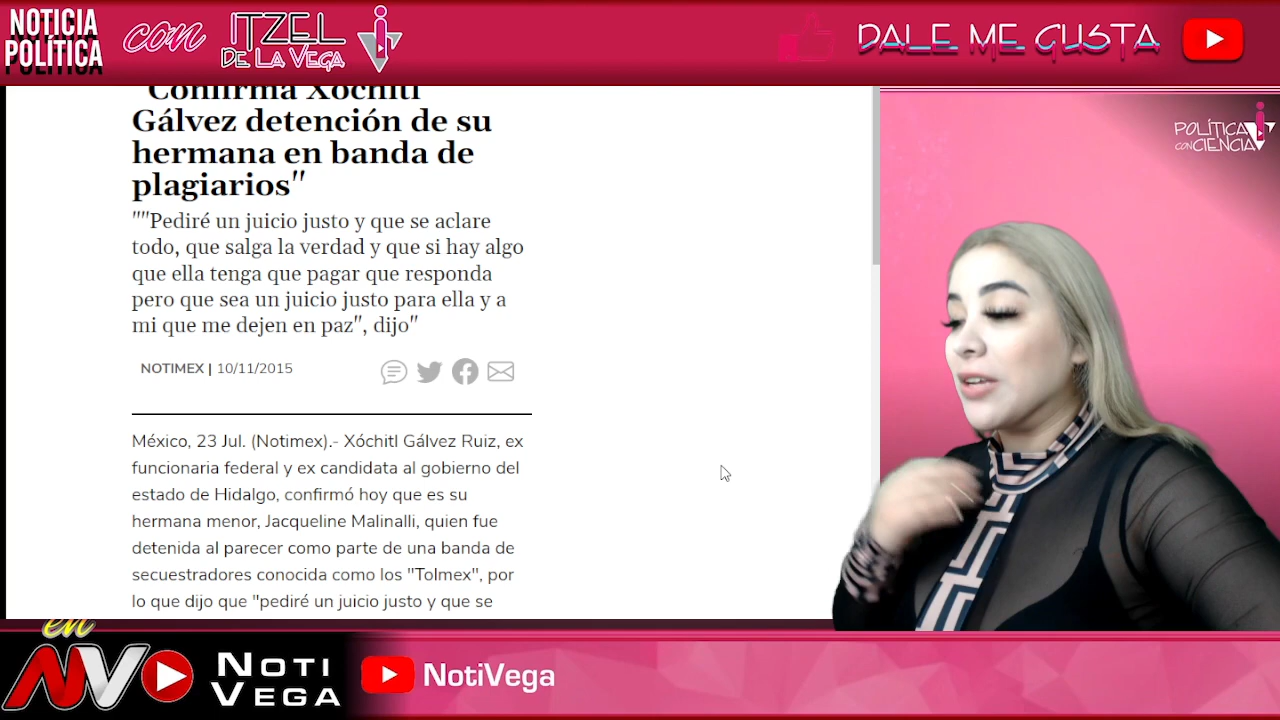 NOTICIA
POLÍTICA
con
ITZEL
DE LA VEGA
DALE ME GUSTA
"Confirma Xóchitl
Gálvez detención de su
hermana en banda de
plagiarios"
""Pediré un juicio justo y que se aclare
todo, que salga la verdad y que si hay algo
que ella tenga que pagar que responda
pero que sea un juicio justo para ella y a
mi que me dejen en paz", dijo"
NOTIMEX | 10/11/2015
México, 23 Jul. (Notimex).- Xóchitl Gálvez Ruiz, ex
funcionaria federal y ex candidata al gobierno del
estado de Hidalgo, confirmó hoy que es su
hermana menor, Jacqueline Malinalli, quien fue
detenida al parecer como parte de una banda de
secuestradores conocida como los "Tolmex", por
lo que dijo que "pediré un juicio justo y que se
POLÍTICA
CON CIENCIA
en
NV
NOTI
VEGA
NotiVega